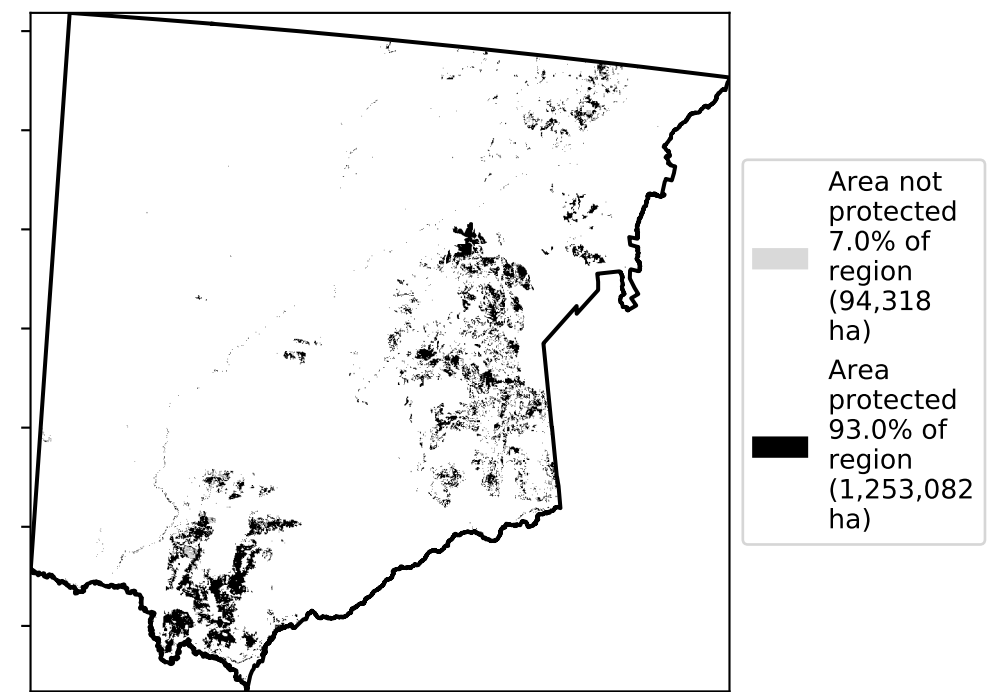 Area not
protected
7.0% of
region
(94,318
ha)
Area
protected
93.0% of
region
(1,253,082
ha)